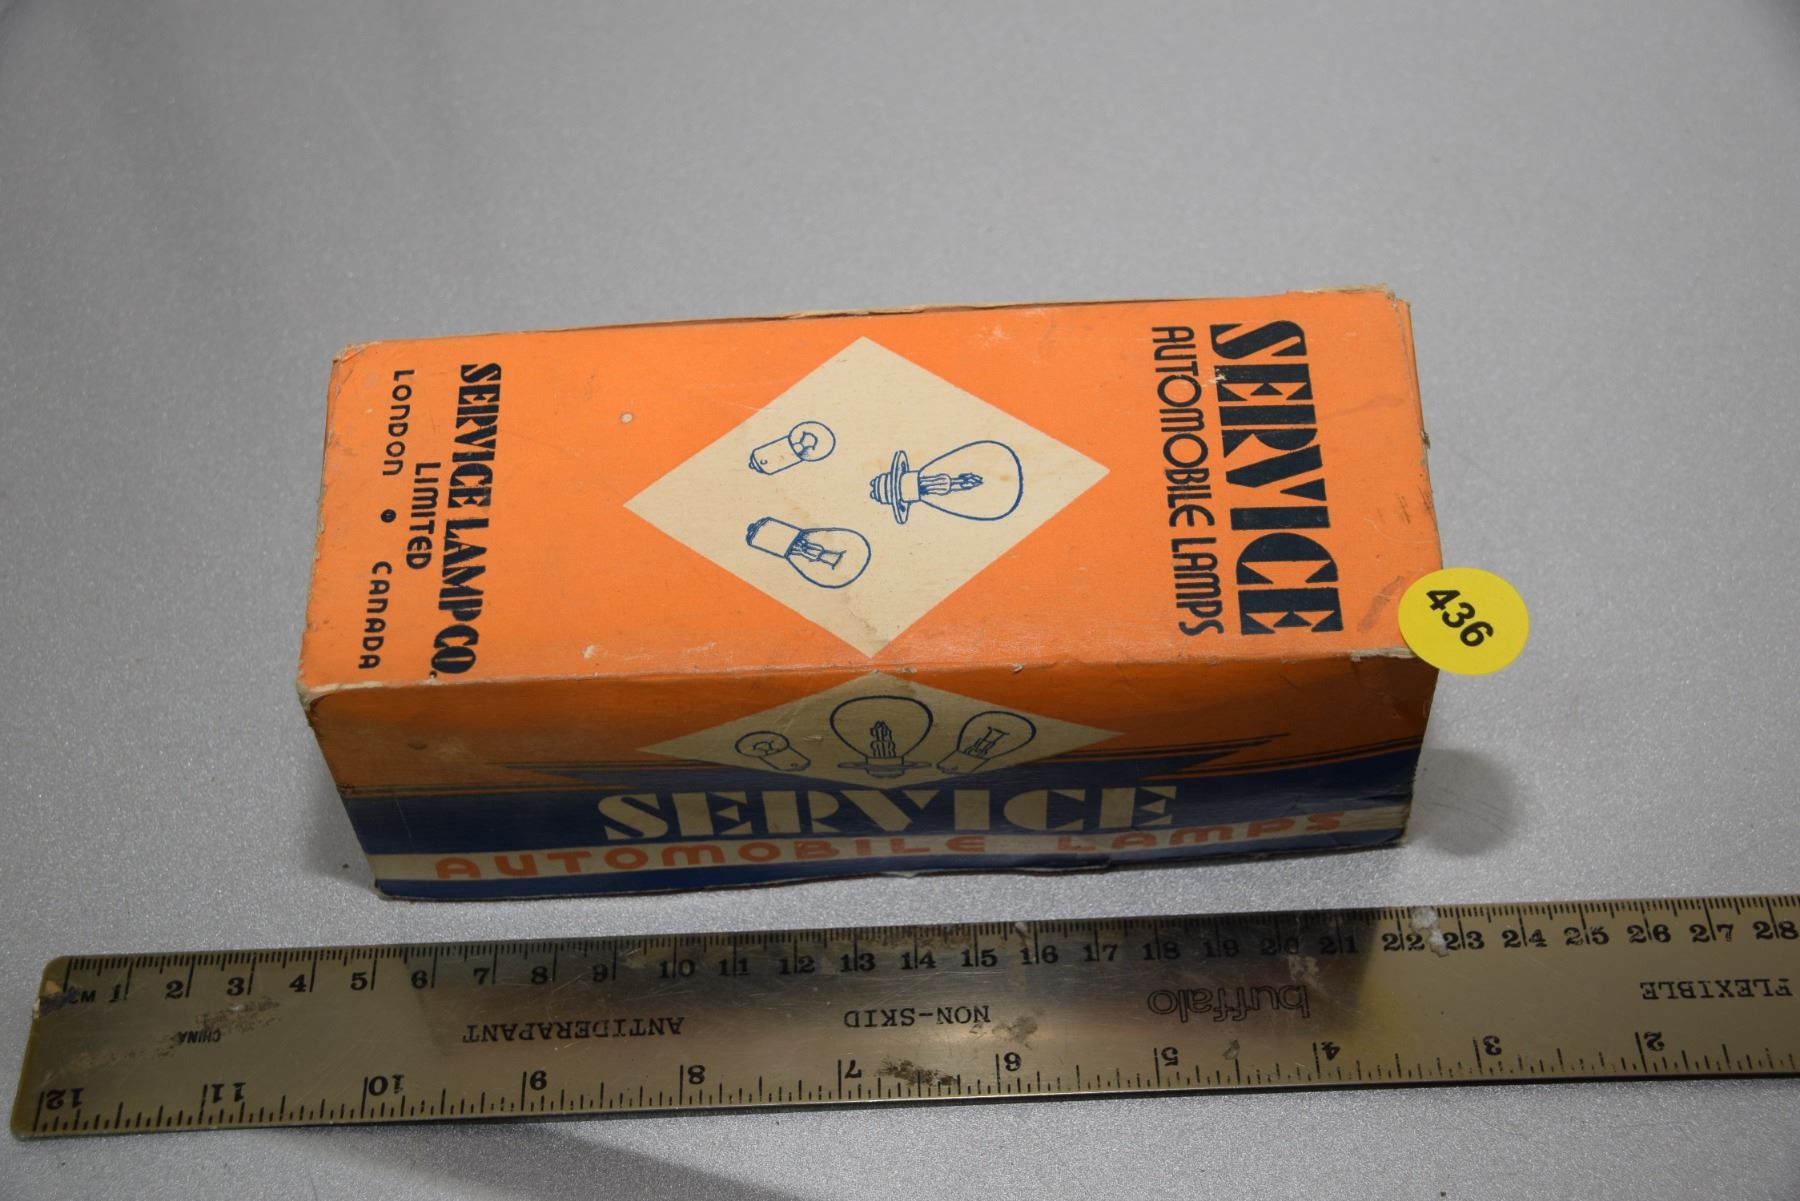 SERVICE
AUTOMOBILE LAMPS
SERVICE LAMP CO.
LIMITED
LONDON • CANADA
436
SERVICE
AUTOMOBILE LAMPS
CM 1 2 3 4 5 6 7 8 9 10 11 12 13 14 15 16 17 18 19 20 21 22 23 24 25 26 27 28
FLEXIBLE
buffalo
NON-SKID
ANTIDERAPANT
CHINA
2 3 4 5 6 7 8 9 10 11 12